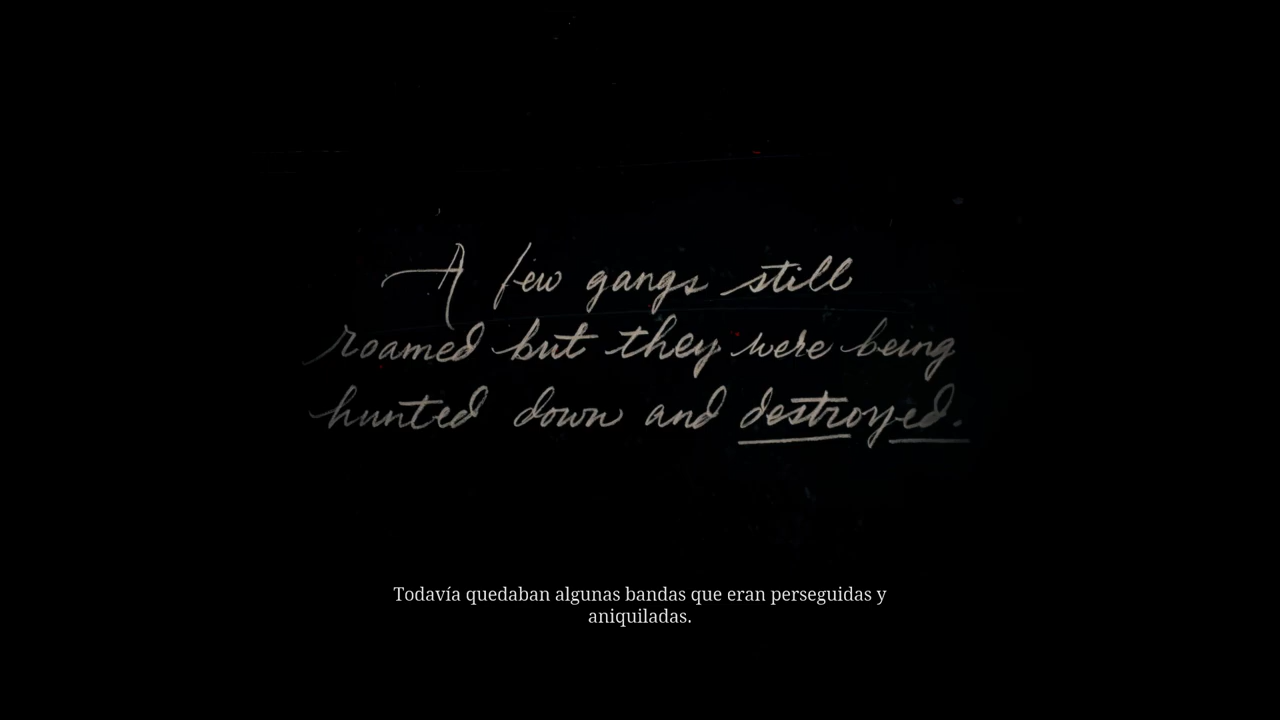 A few gangs still
roamed but they were being
hunted down and destroyed.
Todavía quedaban algunas bandas que eran perseguidas y
aniquiladas.